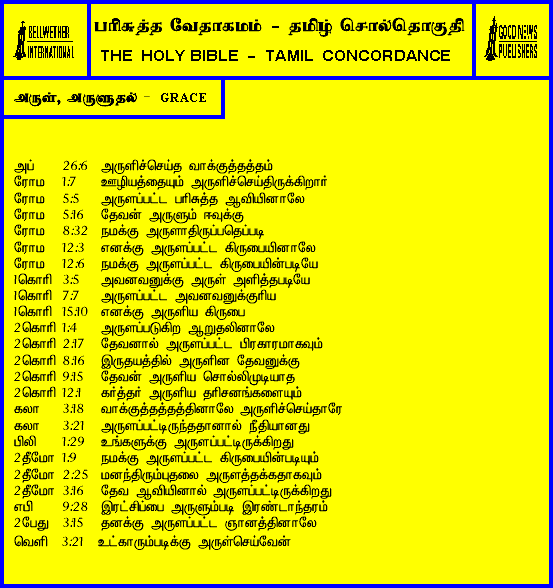 BELLWETHER
INTERNATIONAL
பரிசுத்த வேதாகமம் - தமிழ் சொல்தொகுதி
THE HOLY BIBLE - TAMIL CONCORDANCE
GOOD NEWS
PUBLISHERS
அருள், அருளுதல் - GRACE
அப் 26:6 அருளிச்செய்த வாக்குத்தத்தம்
ரோம 1:7 ஊழியத்தையும் அருளிச்செய்திருக்கிறார்
ரோம 5:5 அருளப்பட்ட பரிசுத்த ஆவியினாலே
ரோம 5:16 தேவன் அருளும் ஈவுக்கு
ரோம 8:32 நமக்கு அருளாதிருப்பதெப்படி
ரோம 12:3 எனக்கு அருளப்பட்ட கிருபையினாலே
ரோம 12:6 நமக்கு அருளப்பட்ட கிருபையின்படியே
1கொரி 3:5 அவனவனுக்கு அருள் அளித்தபடியே
1கொரி 7:7 அருளப்பட்ட அவனவனுக்குரிய
1கொரி 15:10 எனக்கு அருளிய கிருபை
2கொரி 1:4 அருளப்படுகிற ஆறுதலினாலே
2கொரி 2:17 தேவனால் அருளப்பட்ட பிரகாரமாகவும்
2கொரி 8:16 இருதயத்தில் அருளின தேவனுக்கு
2கொரி 9:15 தேவன் அருளிய சொல்லிமுடியாத
2கொரி 12:1 கர்த்தர் அருளிய தரிசனங்களையும்
கலா 3:18 வாக்குத்தத்தத்தினாலே அருளிச்செய்தாரே
கலா 3:21 அருளப்பட்டிருந்ததானால் நீதியானது
பிலி 1:29 உங்களுக்கு அருளப்பட்டிருக்கிறது
2தீமோ 1:9 நமக்கு அருளப்பட்ட கிருபையின்படியும்
2தீமோ 2:25 மனந்திரும்புதலை அருளத்தக்கதாகவும்
2தீமோ 3:16 தேவ ஆவியினால் அருளப்பட்டிருக்கிறது
எபி 9:28 இரட்சிப்பை அருளும்படி இரண்டாந்தரம்
2பேது 3:15 தனக்கு அருளப்பட்ட ஞானத்தினாலே
வெளி 3:21 உட்காரும்படிக்கு அருள்செய்வேன்